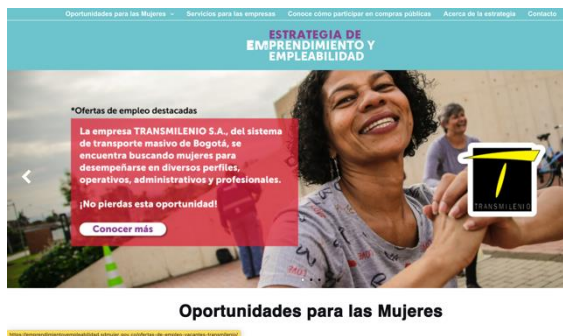 Oportunidades para las Mujeres Servicios para las empresas Conoce cómo participar en compras públicas Acerca de la estrategia Contacto
ESTRATEGIA DE
EMPRENDIMIENTO Y
EMPLEABILIDAD
*Ofertas de empleo destacadas
La empresa TRANSMILENIO S.A., del sistema
de transporte masivo de Bogotá, se
encuentra buscando mujeres para
desempeñarse en diversos perfiles,
operativos, administrativos y profesionales.
¡No pierdas esta oportunidad!
Conocer más
TRANSMILENIO
Oportunidades para las Mujeres